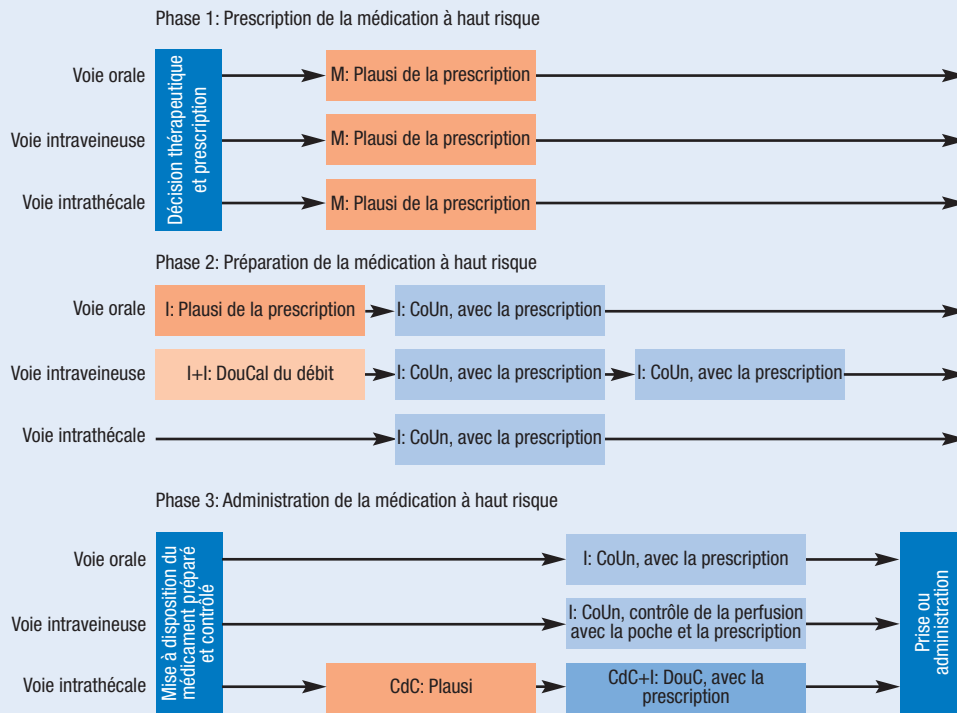 Phase 1: Prescription de la médication à haut risque
Voie orale
Voie intraveineuse
Voie intrathécale
Décision thérapeutique
et prescription
M: Plausi de la prescription
M: Plausi de la prescription
M: Plausi de la prescription
Phase 2: Préparation de la médication à haut risque
Voie orale
I: Plausi de la prescription
I: CoUn, avec la prescription
Voie intraveineuse
I+I: DouCal du débit
I: CoUn, avec la prescription
I: CoUn, avec la prescription
Voie intrathécale
I: CoUn, avec la prescription
Phase 3: Administration de la médication à haut risque
Voie orale
Voie intraveineuse
Voie intrathécale
Mise à disposition du
médicament préparé
et contrôlé
I: CoUn, avec la prescription
I: CoUn, contrôle de la perfusion
avec la poche et la prescription
CdC: Plausi
CdC+I: DouC, avec la
prescription
Prise ou
administration